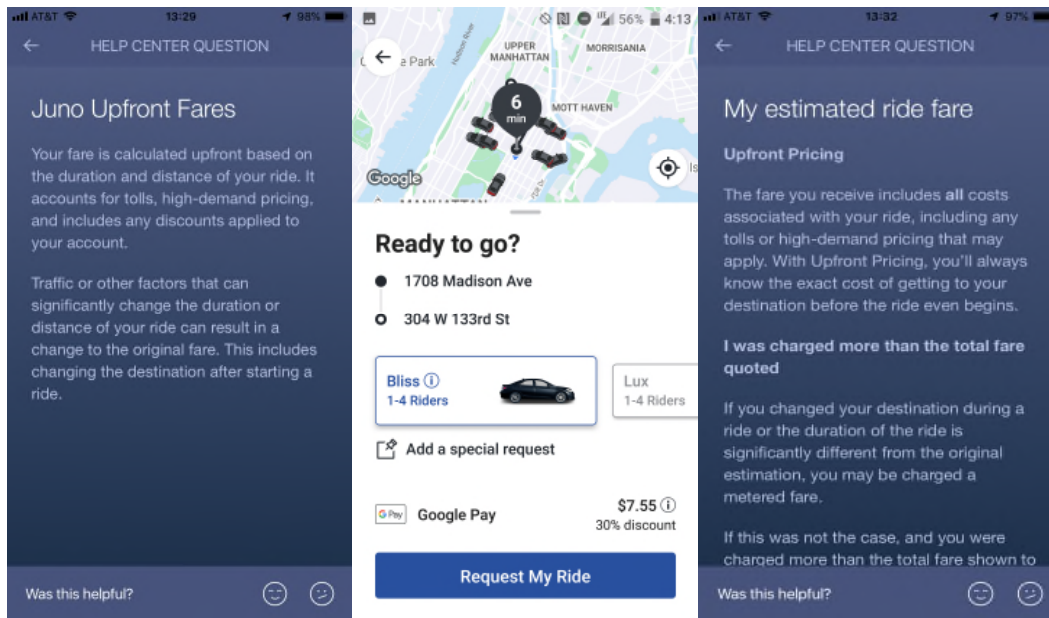 AT&T 13:29 98%
HELP CENTER QUESTION
Juno Upfront Fares
Your fare is calculated upfront based on
the duration and distance of your ride. It
accounts for tolls, high-demand pricing,
and includes any discounts applied to
your account.
Traffic or other factors that can
significantly change the duration or
distance of your ride can result in a
change to the original fare. This includes
changing the destination after starting a
ride.
Was this helpful?
56% 4:13
UPPER
MANHATTAN
MORRISANIA
Hudson River
Park
MOTT HAVEN
6
min
Google
MANHATTAN
Ready to go?
1708 Madison Ave
304 W 133rd St
Bliss
1-4 Riders
Lux
1-4 Riders
Add a special request
G Pay
Google Pay
$7.55
30% discount
Request My Ride
AT&T 13:32 97%
HELP CENTER QUESTION
My estimated ride fare
Upfront Pricing
The fare you receive includes all costs
associated with your ride, including any
tolls or high-demand pricing that may
apply. With Upfront Pricing, you'll always
know the exact cost of getting to your
destination before the ride even begins.
I was charged more than the total fare
quoted
If you changed your destination during a
ride or the duration of the ride is
significantly different from the original
estimation, you may be charged a
metered fare.
If this was not the case, and you were
charged more than the total fare shown to
Was this helpful?